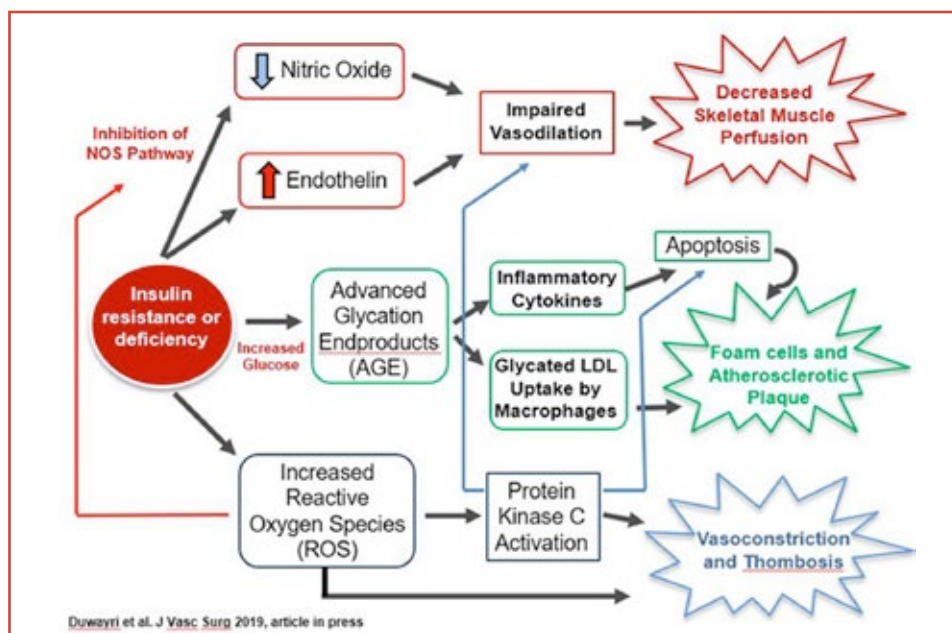 Nitric Oxide
Inhibition of
NOS Pathway
Endothelin
Impaired
Vasodilation
Decreased
Skeletal Muscle
Perfusion
Insulin
resistance or
deficiency
Increased
Glucose
Advanced
Glycation
Endproducts
(AGE)
Inflammatory
Cytokines
Apoptosis
Glycated LDL
Uptake by
Macrophages
Foam cells and
Atherosclerotic
Plaque
Increased
Reactive
Oxygen Species
(ROS)
Protein
Kinase C
Activation
Vasoconstriction
and Thombosis
Duwayri et al. J Vasc Surg 2019, article in press